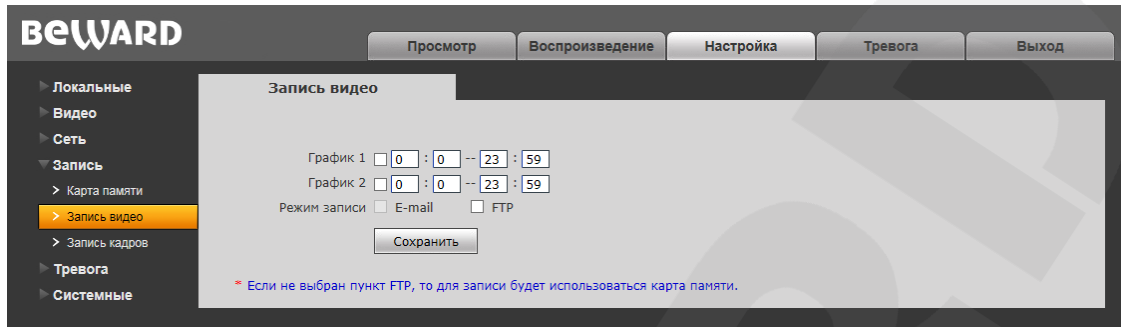 BEWARD
Просмотр Воспроизведение Настройка Тревога Выход
Локальные
Видео
Сеть
Запись
> Карта памяти
> Запись видео
> Запись кадров
Тревога
Системные
Запись видео
График 1 0 : 0 -- 23 : 59
График 2 0 : 0 -- 23 : 59
Режим записи E-mail FTP
Сохранить
* Если не выбран пункт FTP, то для записи будет использоваться карта памяти.